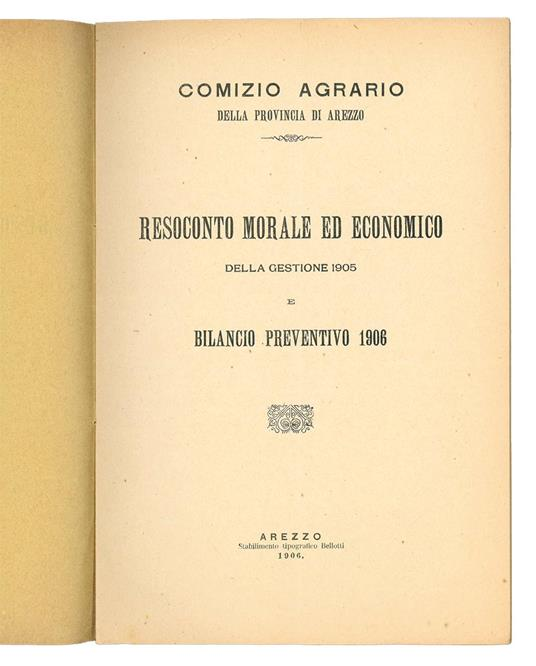 COMIZIO AGRARIO
DELLA PROVINCIA DI AREZZO
RESOCONTO MORALE ED ECONOMICO
DELLA GESTIONE 1905
E
BILANCIO PREVENTIVO 1906
AREZZO
Stabilimento tipografico Bellotti
1906.